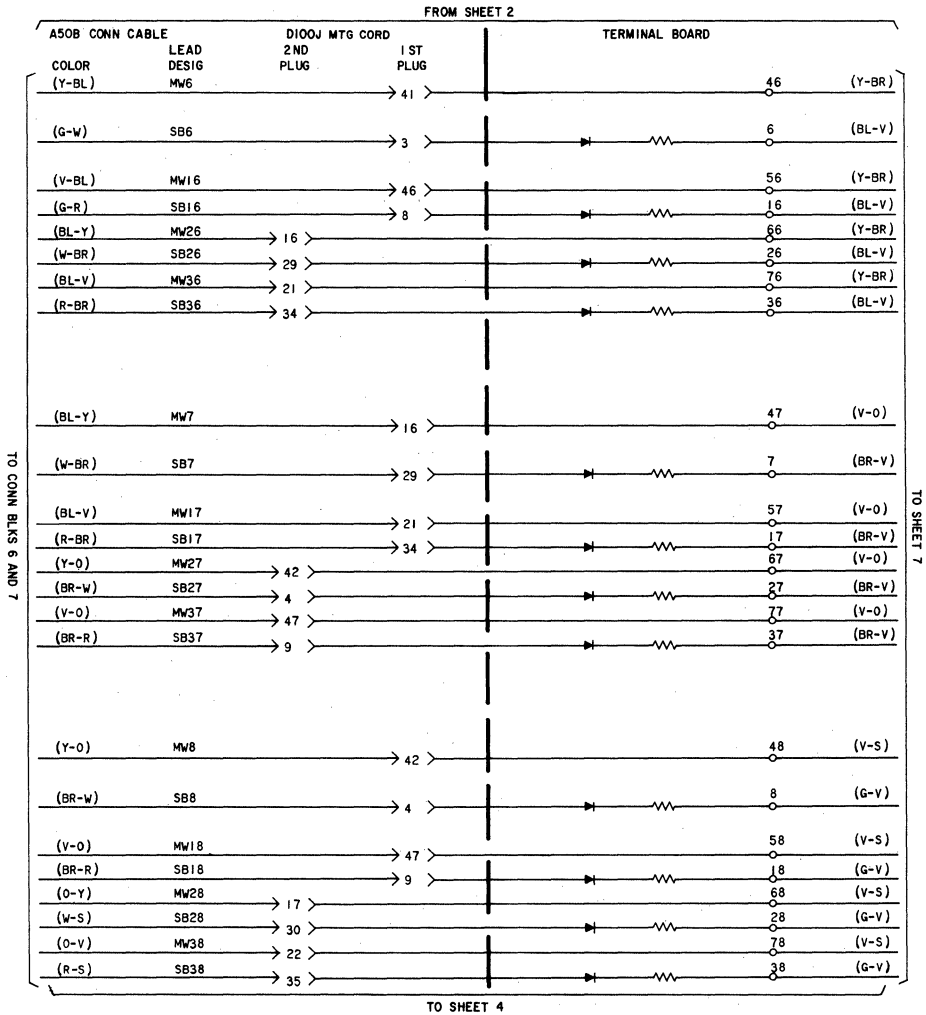 FROM SHEET 2
A50B CONN CABLE D100J MTG CORD TERMINAL BOARD
LEAD 2ND 1ST
COLOR DESIG PLUG PLUG
(Y-BL) MW6 41 46 (Y-BR)
(G-W) SB6 3 6 (BL-V)
(V-BL) MW16 46 56 (Y-BR)
(G-R) SB16 8 16 (BL-V)
(BL-Y) MW26 16 66 (Y-BR)
(W-BR) SB26 29 26 (BL-V)
(BL-V) MW36 21 76 (Y-BR)
(R-BR) SB36 34 36 (BL-V)
(BL-Y) MW7 16 47 (V-O)
(W-BR) SB7 29 7 (BR-V)
(BL-V) MW17 21 57 (V-O)
(R-BR) SB17 34 17 (BR-V)
(Y-O) MW27 42 67 (V-O)
(BR-W) SB27 4 27 (BR-V)
(V-O) MW37 47 77 (V-O)
(BR-R) SB37 9 37 (BR-V)
(Y-O) MW8 42 48 (V-S)
(BR-W) SB8 4 8 (G-V)
(V-O) MW18 47 58 (V-S)
(BR-R) SB18 9 18 (G-V)
(O-Y) MW28 17 68 (V-S)
(W-S) SB28 30 28 (G-V)
(O-V) MW38 22 78 (V-S)
(R-S) SB38 35 38 (G-V)
TO CONN BLKS 6 AND 7
TO SHEET 7
TO SHEET 4